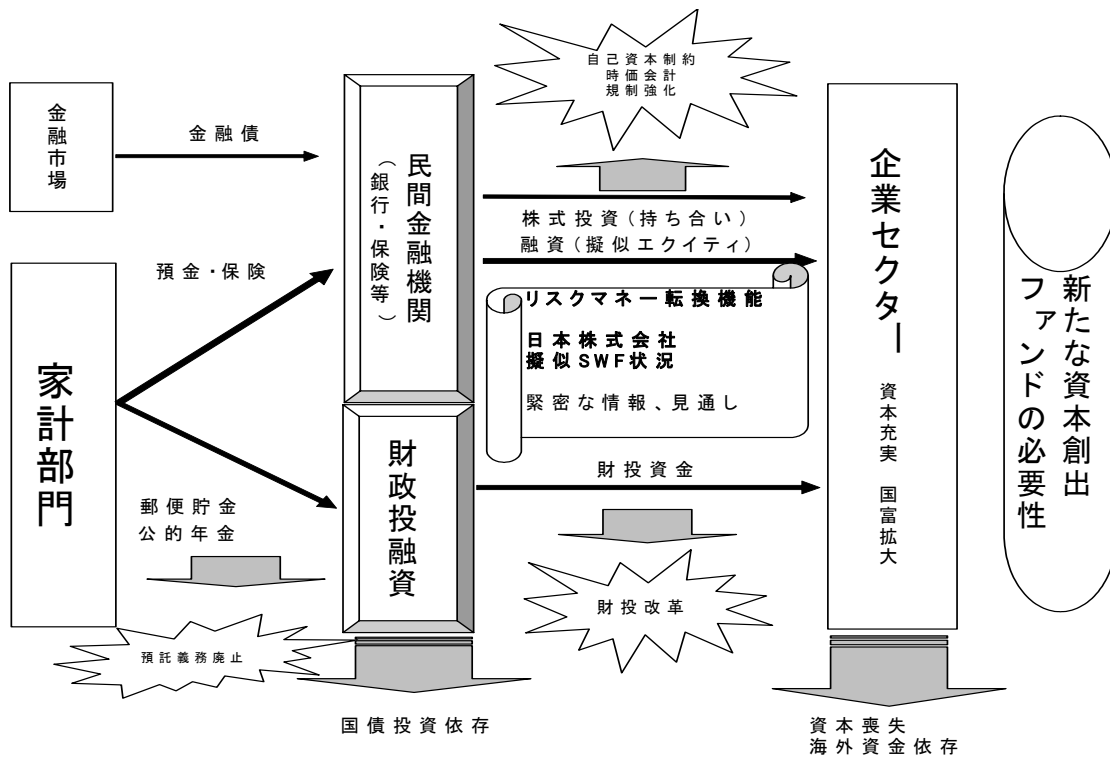 自己資本制約
時価会計
規制強化
金融市場
金融債
民間金融機関
（銀行・保険等）
企業セクター
資本充実 国富拡大
新たな資本創出
ファンドの必要性
株式投資(持ち合い)
融資(擬似エクイティ)
預金・保険
リスクマネー転換機能
日本株式会社
擬似SWF状況
緊密な情報、見通し
家計部門
財政投融資
財投資金
郵便貯金
公的年金
財投改革
預託義務廃止
国債投資依存
資本喪失
海外資金依存